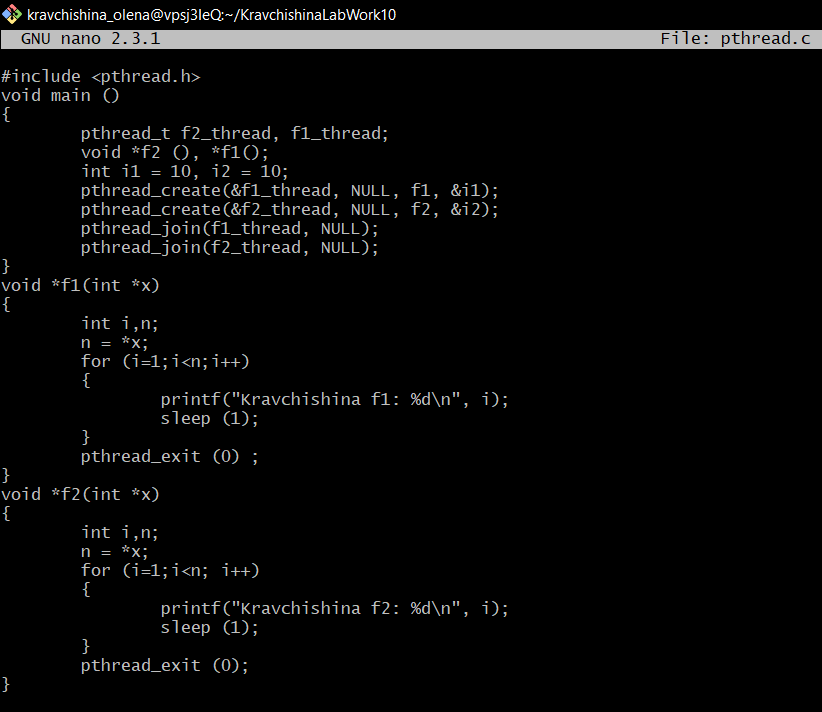 kravchishina_olena@vpsj3IeQ:~/KravchishinaLabWork10
GNU nano 2.3.1 File: pthread.c
#include <pthread.h>
void main ()
{
        pthread_t f2_thread, f1_thread;
        void *f2 (), *f1();
        int i1 = 10, i2 = 10;
        pthread_create(&f1_thread, NULL, f1, &i1);
        pthread_create(&f2_thread, NULL, f2, &i2);
        pthread_join(f1_thread, NULL);
        pthread_join(f2_thread, NULL);
}
void *f1(int *x)
{
        int i,n;
        n = *x;
        for (i=1;i<n;i++)
        {
                printf("Kravchishina f1: %d\n", i);
                sleep (1);
        }
        pthread_exit (0) ;
}
void *f2(int *x)
{
        int i,n;
        n = *x;
        for (i=1;i<n; i++)
        {
                printf("Kravchishina f2: %d\n", i);
                sleep (1);
        }
        pthread_exit (0);
}